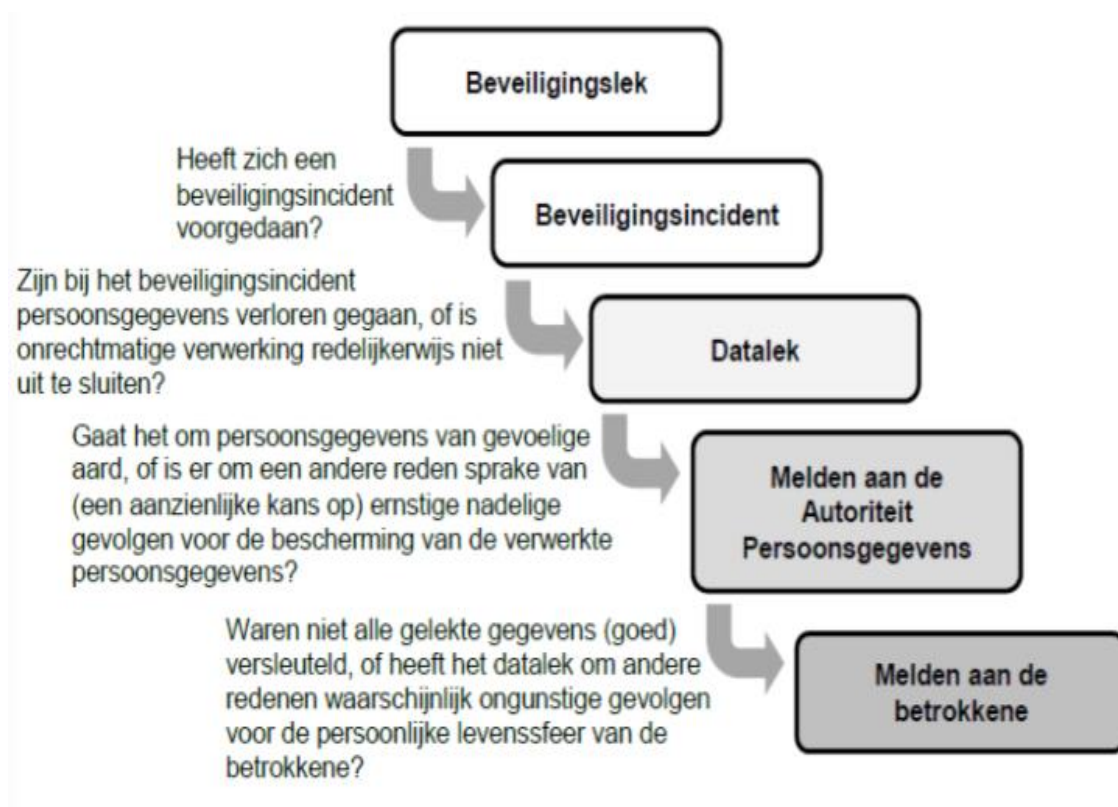 Beveiligingslek
Heeft zich een
beveiligingsincident
voorgedaan?
Beveiligingsincident
Zijn bij het beveiligingsincident
persoonsgegevens verloren gegaan, of is
onrechtmatige verwerking redelijkerwijs niet
uit te sluiten?
Datalek
Gaat het om persoonsgegevens van gevoelige
aard, of is er om een andere reden sprake van
(een aanzienlijke kans op) ernstige nadelige
gevolgen voor de bescherming van de verwerkte
persoonsgegevens?
Melden aan de
Autoriteit
Persoonsgegevens
Waren niet alle gelekte gegevens (goed)
versleuteld, of heeft het datalek om andere
redenen waarschijnlijk ongunstige gevolgen
voor de persoonlijke levenssfeer van de
betrokkene?
Melden aan de
betrokkene